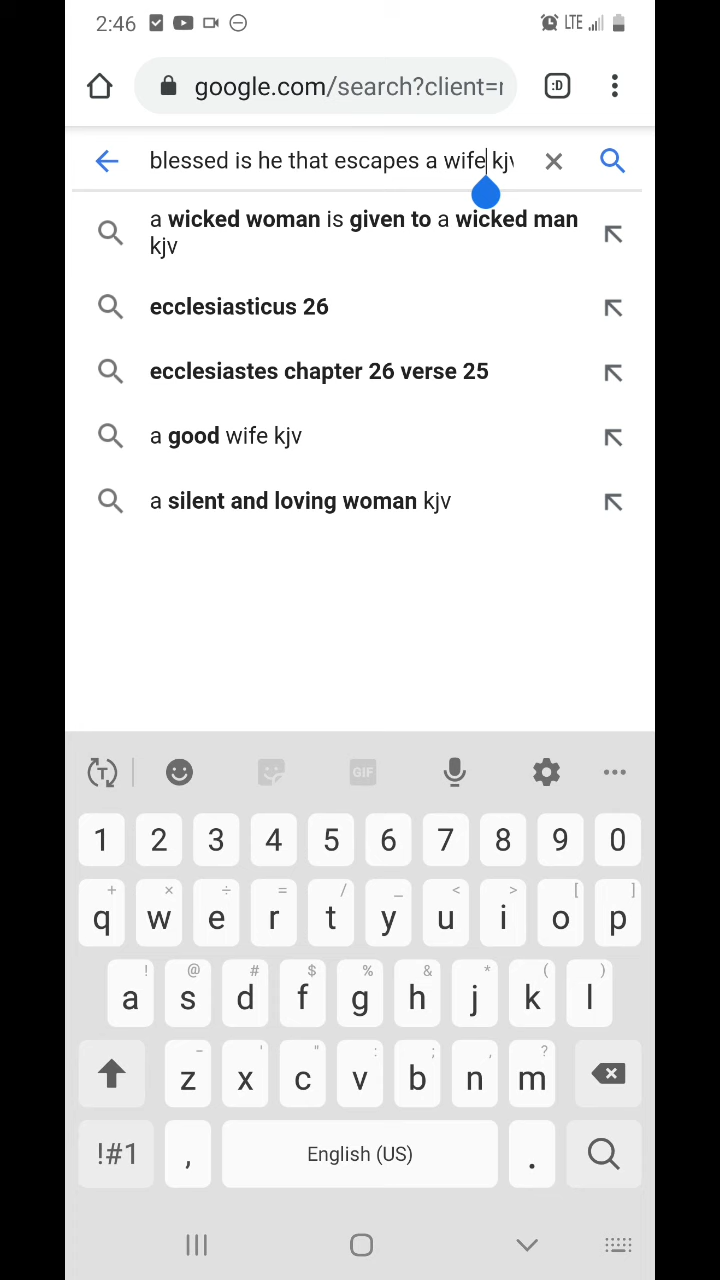 2:46 LTE
google.com/search?client=
:D
blessed is he that escapes a wife kj
a wicked woman is given to a wicked man
kjv
ecclesiasticus 26
ecclesiastes chapter 26 verse 25
a good wife kjv
a silent and loving woman kjv
T GIF
1 2 3 4 5 6 7 8 9 0
+ × ÷ = / _ < > [ ]
q w e r t y u i o p
! @ # $ % & * ( )
a s d f g h j k l
- ' " : ; , ?
z x c v b n m
!#1 , English (US) .